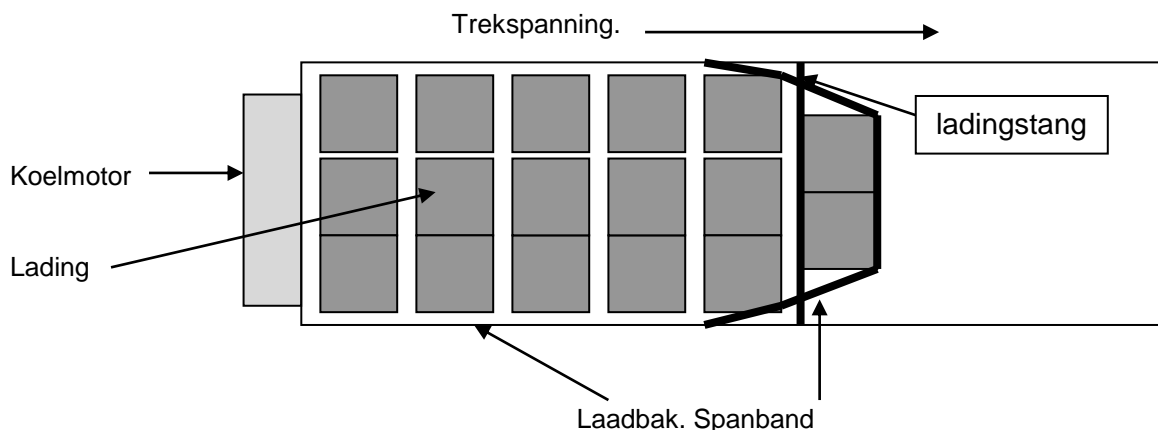 Trekspanning.
ladingstang
Koelmotor
Lading
Laadbak. Spanband